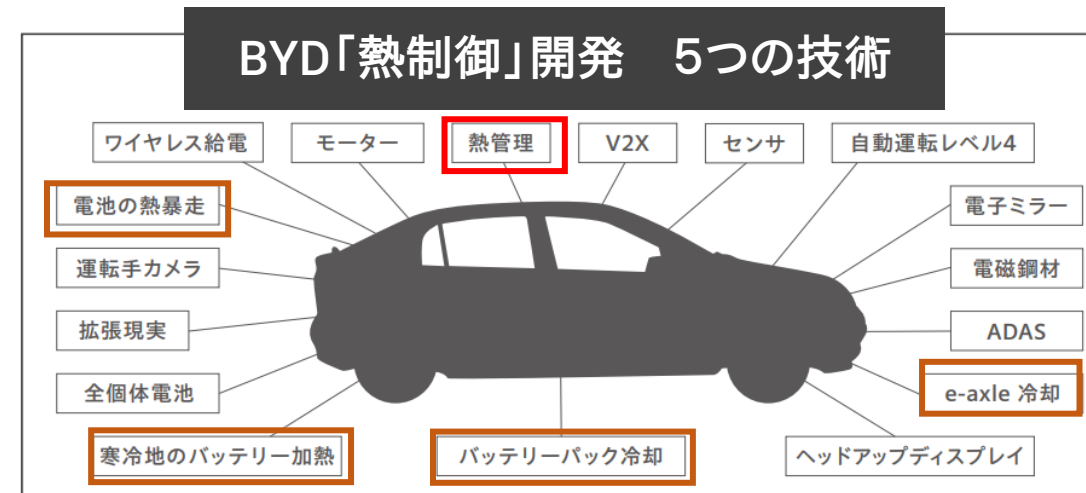 BYD「熱制御」開発　5つの技術
ワイヤレス給電
モーター
熱管理
V2X
センサ
自動運転レベル4
電池の熱暴走
電子ミラー
運転手カメラ
電磁鋼材
拡張現実
ADAS
全個体電池
e-axle 冷却
寒冷地のバッテリー加熱
バッテリーパック冷却
ヘッドアップディスプレイ